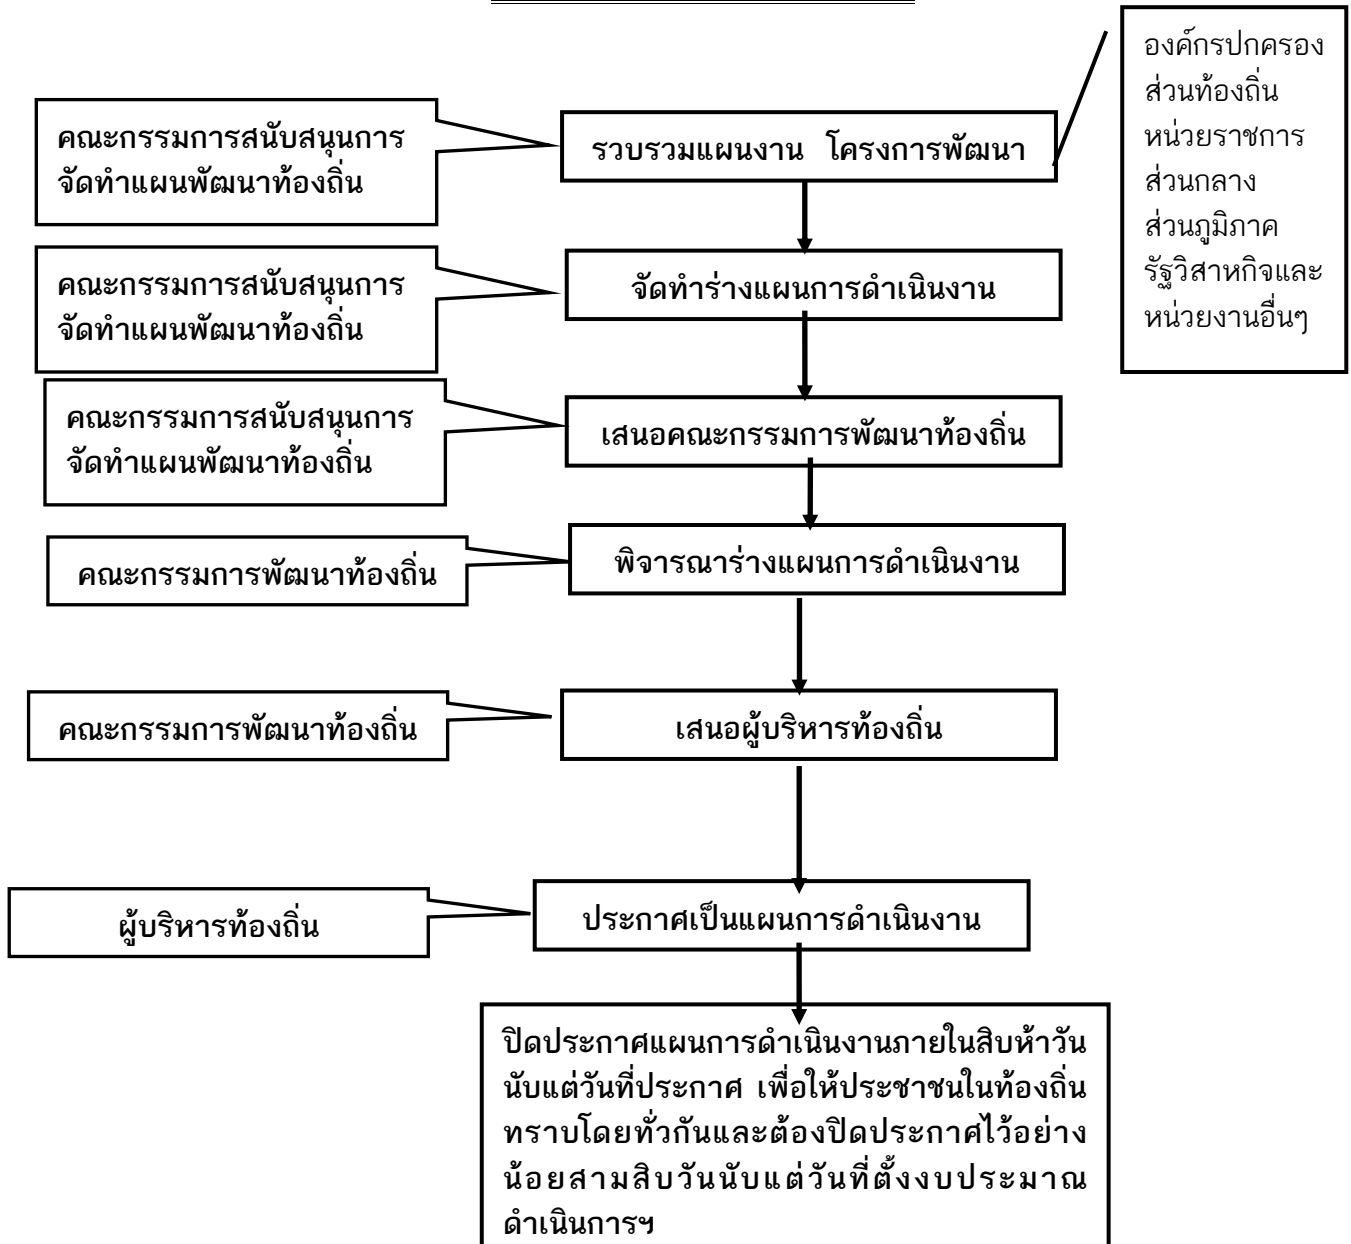 องค์กรปกครอง
ส่วนท้องถิ่น
หน่วยราชการ
ส่วนกลาง
ส่วนภูมิภาค
รัฐวิสาหกิจและ
หน่วยงานอื่นๆ
คณะกรรมการสนับสนุนการ
จัดทำแผนพัฒนาท้องถิ่น
รวบรวมแผนงาน โครงการพัฒนา
คณะกรรมการสนับสนุนการ
จัดทำแผนพัฒนาท้องถิ่น
จัดทำร่างแผนการดำเนินงาน
คณะกรรมการสนับสนุนการ
จัดทำแผนพัฒนาท้องถิ่น
เสนอคณะกรรมการพัฒนาท้องถิ่น
คณะกรรมการพัฒนาท้องถิ่น
พิจารณาร่างแผนการดำเนินงาน
คณะกรรมการพัฒนาท้องถิ่น
เสนอผู้บริหารท้องถิ่น
ผู้บริหารท้องถิ่น
ประกาศเป็นแผนการดำเนินงาน
ปิดประกาศแผนการดำเนินงานภายในสิบห้าวัน
นับแต่วันที่ประกาศ เพื่อให้ประชาชนในท้องถิ่น
ทราบโดยทั่วกันและต้องปิดประกาศไว้อย่าง
น้อยสามสิบวันนับแต่วันที่ตั้งงบประมาณ
ดำเนินการฯ